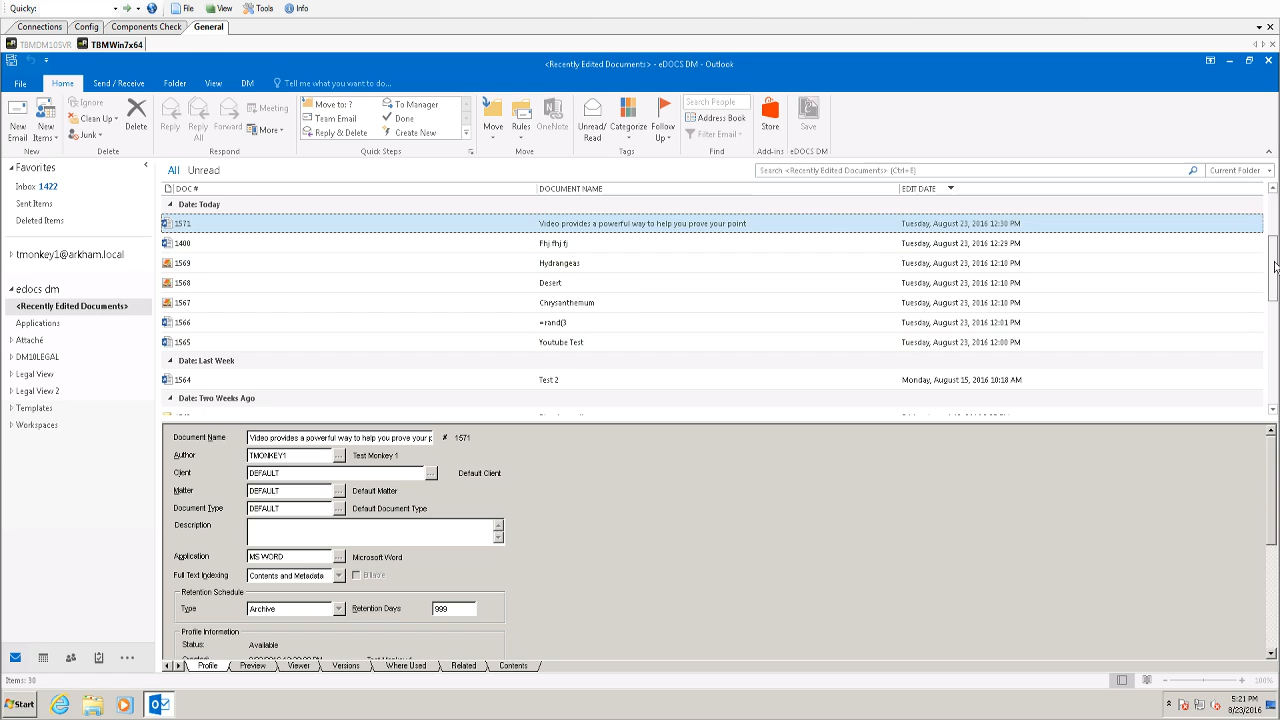 Quicky: File View Tools Info
Connections Config Components Check General
TBMDM10SVR TBMWin7x64
<Recently Edited Documents> - eDOCS DM - Outlook
File Home Send / Receive Folder View DM Tell me what you want to do...
New Email
New Items
Ignore
Clean Up
Junk
Delete
Reply
Reply All
Forward
Meeting
More
Move to: ?
Team Email
Reply & Delete
To Manager
Done
Create New
Move
Rules
OneNote
Unread/ Read
Categorize
Follow Up
Search People
Address Book
Filter Email
Store
Save
New Delete Respond Quick Steps Move Tags Find Add-ins eDOCS DM
Favorites
Inbox 1422
Sent Items
Deleted Items
tmonkey1@arkham.local
edocs dm
<Recently Edited Documents>
Applications
Attaché
DM10LEGAL
Legal View
Legal View 2
Templates
Workspaces
All Unread
Search <Recently Edited Documents> (Ctrl+E) Current Folder
DOC # DOCUMENT NAME EDIT DATE
Date: Today
1571 Video provides a powerful way to help you prove your point Tuesday, August 23, 2016 12:30 PM
1400 Fhj fhj fj Tuesday, August 23, 2016 12:29 PM
1569 Hydrangeas Tuesday, August 23, 2016 12:10 PM
1568 Desert Tuesday, August 23, 2016 12:10 PM
1567 Chrysanthemum Tuesday, August 23, 2016 12:10 PM
1566 =rand(3 Tuesday, August 23, 2016 12:01 PM
1565 Youtube Test Tuesday, August 23, 2016 12:00 PM
Date: Last Week
1564 Test 2 Monday, August 15, 2016 10:18 AM
Date: Two Weeks Ago
Document Name Video provides a powerful way to help you prove your p # 1571
Author TMONKEY1 ... Test Monkey 1
Client DEFAULT ... Default Client
Matter DEFAULT ... Default Matter
Document Type DEFAULT ... Default Document Type
Description
Application MS WORD ... Microsoft Word
Full Text Indexing Contents and Metadata Billable
Retention Schedule
Type Archive Retention Days 999
Profile Information
Status: Available
Profile Preview Viewer Versions Where Used Related Contents
Items: 30 100%
Start 5:21 PM
8/23/2016